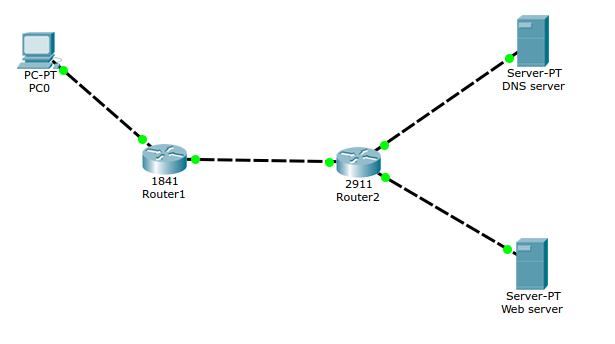 PC-PT
PC0
1841
Router1
2911
Router2
Server-PT
DNS server
Server-PT
Web server